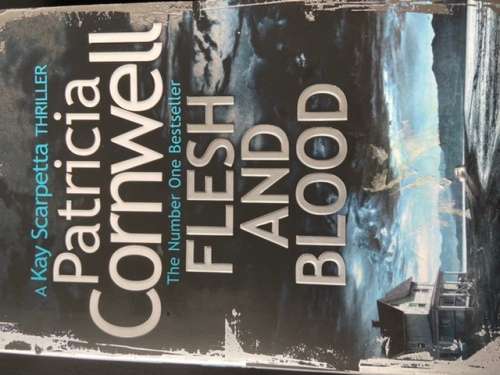 A Kay Scarpetta THRILLER
Patricia
Cornwell
The Number One Bestseller
FLESH
AND
BLOOD